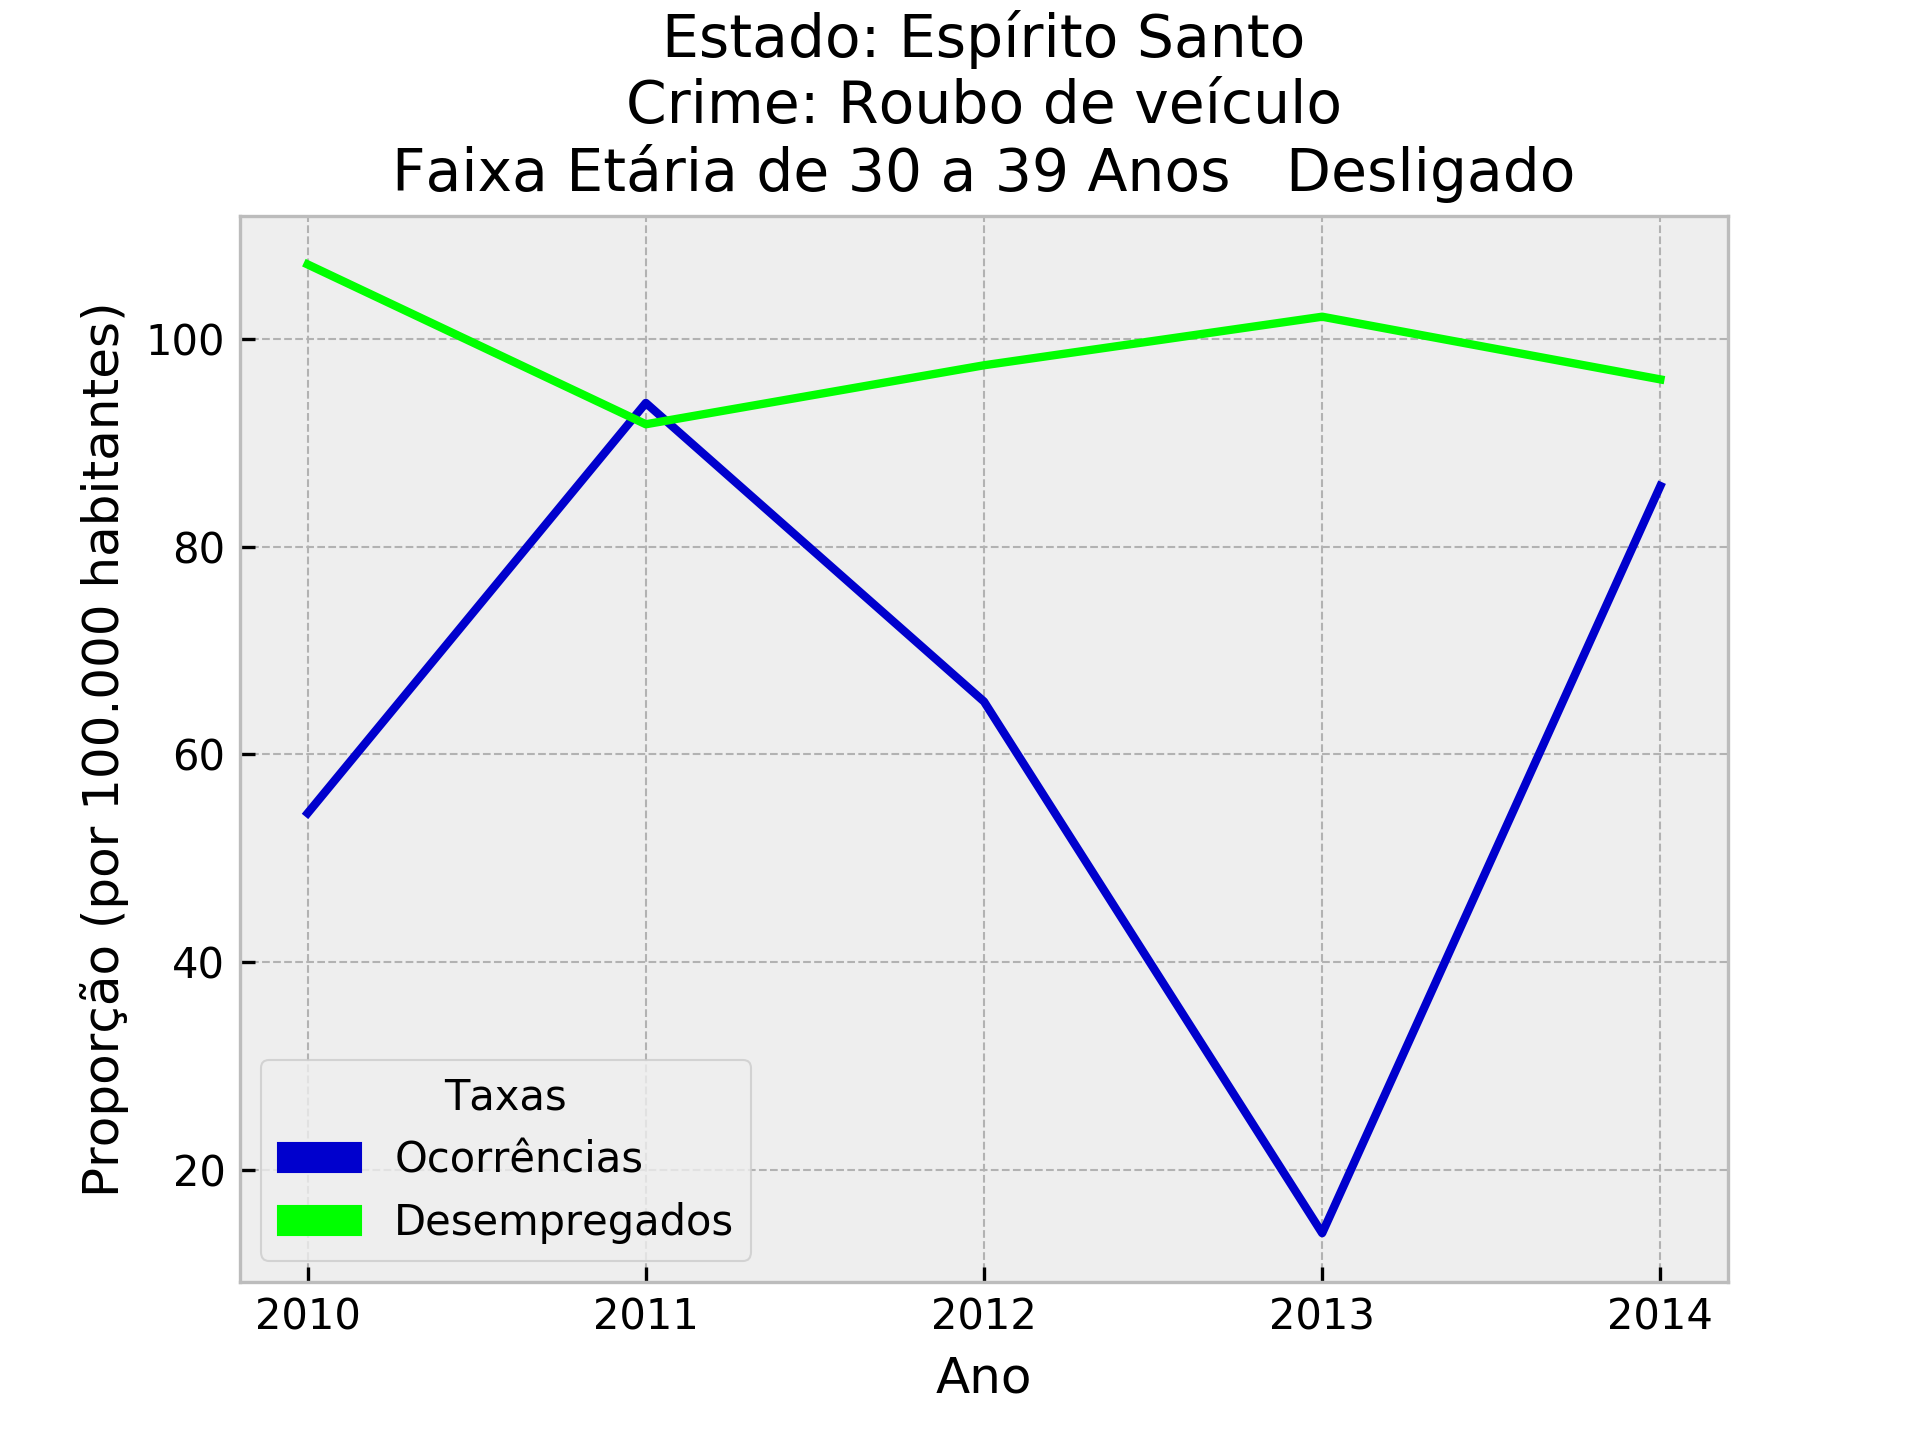 Estado: Espírito Santo
Crime: Roubo de veículo
Faixa Etária de 30 a 39 Anos   Desligado
Proporção (por 100.000 habitantes)
100
80
60
40
20
Taxas
Ocorrências
Desempregados
2010 2011 2012 2013 2014
Ano